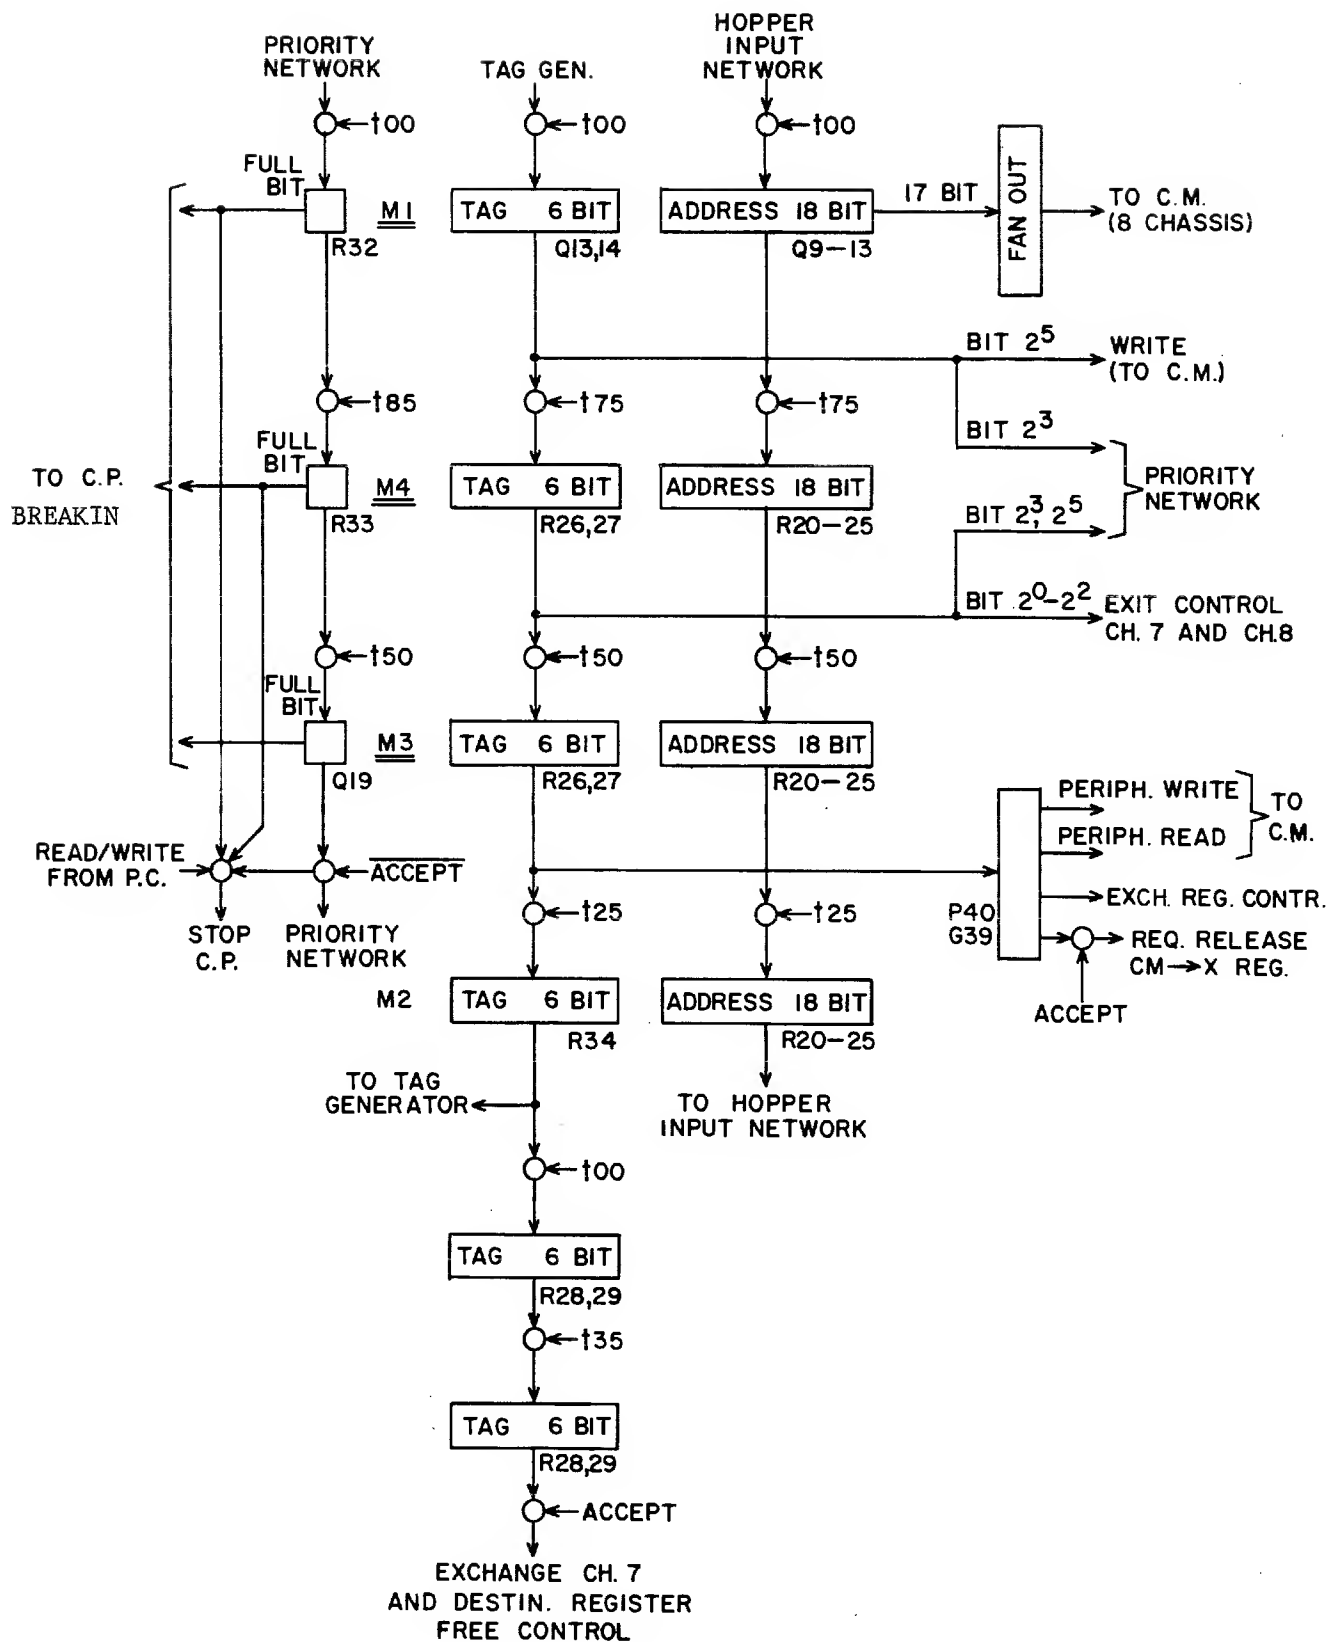 PRIORITY
NETWORK
TAG GEN.
HOPPER
INPUT
NETWORK
t00
t00
t00
FULL
BIT
M1
R32
TAG 6 BIT
Q13,14
ADDRESS 18 BIT
Q9-13
17 BIT
FAN OUT
TO C.M.
(8 CHASSIS)
BIT 2^5
WRITE
(TO C.M.)
t85
t75
t75
BIT 2^3
PRIORITY
NETWORK
BIT 2^3, 2^5
TO C.P.
BREAKIN
FULL
BIT
M4
R33
TAG 6 BIT
R26,27
ADDRESS 18 BIT
R20-25
BIT 2^0-2^2
EXIT CONTROL
CH. 7 AND CH.8
t50
t50
t50
FULL
BIT
M3
Q19
TAG 6 BIT
R26,27
ADDRESS 18 BIT
R20-25
PERIPH. WRITE
PERIPH. READ
TO
C.M.
READ/WRITE
FROM P.C.
ACCEPT
STOP
C.P.
PRIORITY
NETWORK
t25
t25
P40
G39
EXCH. REG. CONTR.
REQ. RELEASE
CM→X REG.
ACCEPT
M2
TAG 6 BIT
R34
ADDRESS 18 BIT
R20-25
TO TAG
GENERATOR
TO HOPPER
INPUT NETWORK
t00
TAG 6 BIT
R28,29
t35
TAG 6 BIT
R28,29
ACCEPT
EXCHANGE CH. 7
AND DESTIN. REGISTER
FREE CONTROL